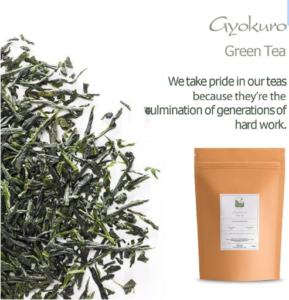 Gyokuro
Green Tea
We take pride in our teas
because they're the
culmination of generations of
hard work.